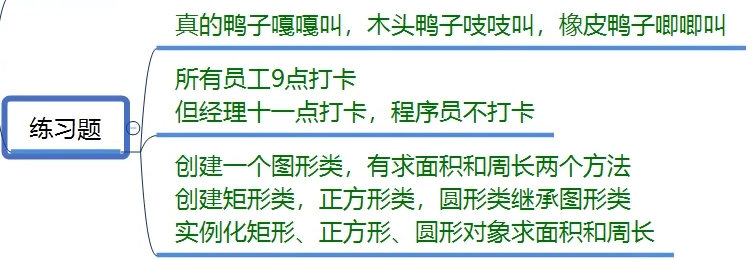 真的鸭子嘎嘎叫，木头鸭子吱吱叫，橡皮鸭子唧唧叫
所有员工9点打卡
但经理十一点打卡，程序员不打卡
练习题
创建一个图形类，有求面积和周长两个方法
创建矩形类，正方形类，圆形类继承图形类
实例化矩形、正方形、圆形对象求面积和周长